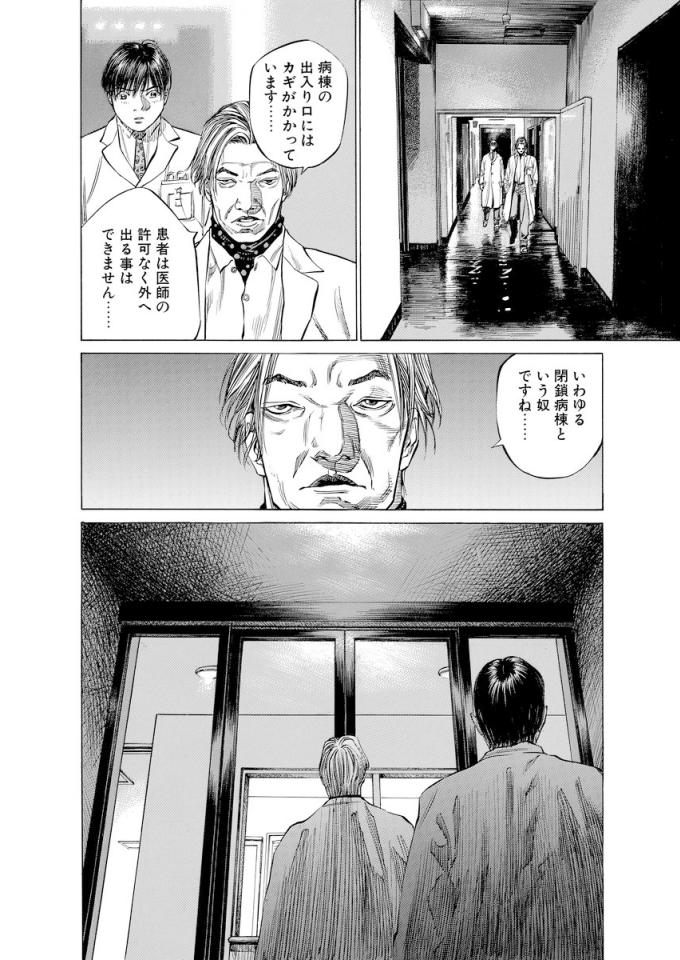 病棟の
出入り口には
カギがかかって
います……
患者は医師の
許可なく外へ
出る事は
できません……
いわゆる
閉鎖病棟と
いう奴
ですね……